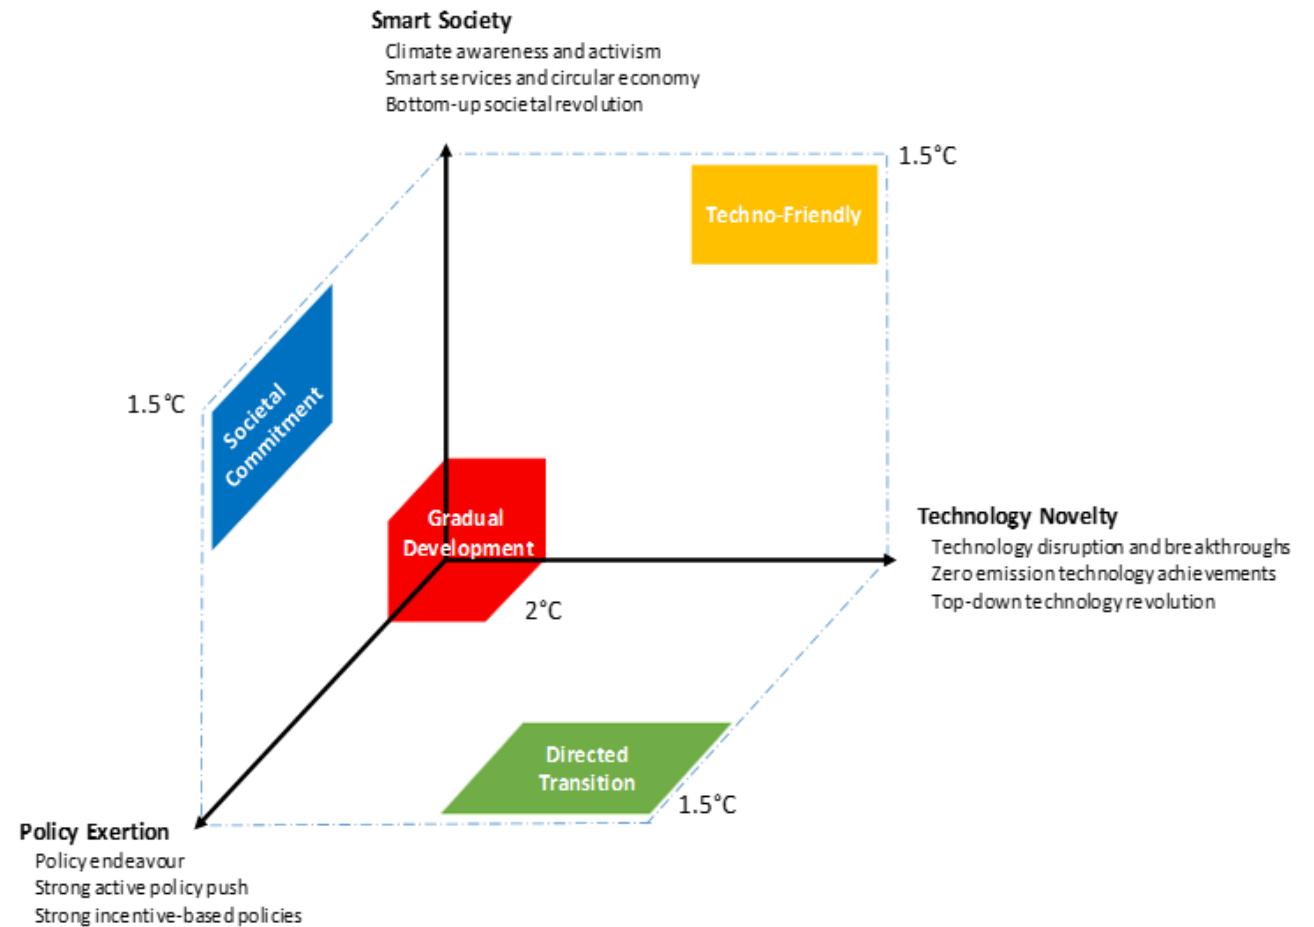 Smart Society
Climate awareness and activism
Smart services and circular economy
Bottom-up societal revolution
1.5°C
Techno-Friendly
1.5°C
Societal
Commitment
Gradual
Development
2°C
Technology Novelty
Technology disruption and breakthroughs
Zero emission technology achievements
Top-down technology revolution
Directed
Transition
1.5°C
Policy Exertion
Policy endeavour
Strong active policy push
Strong incentive-based policies